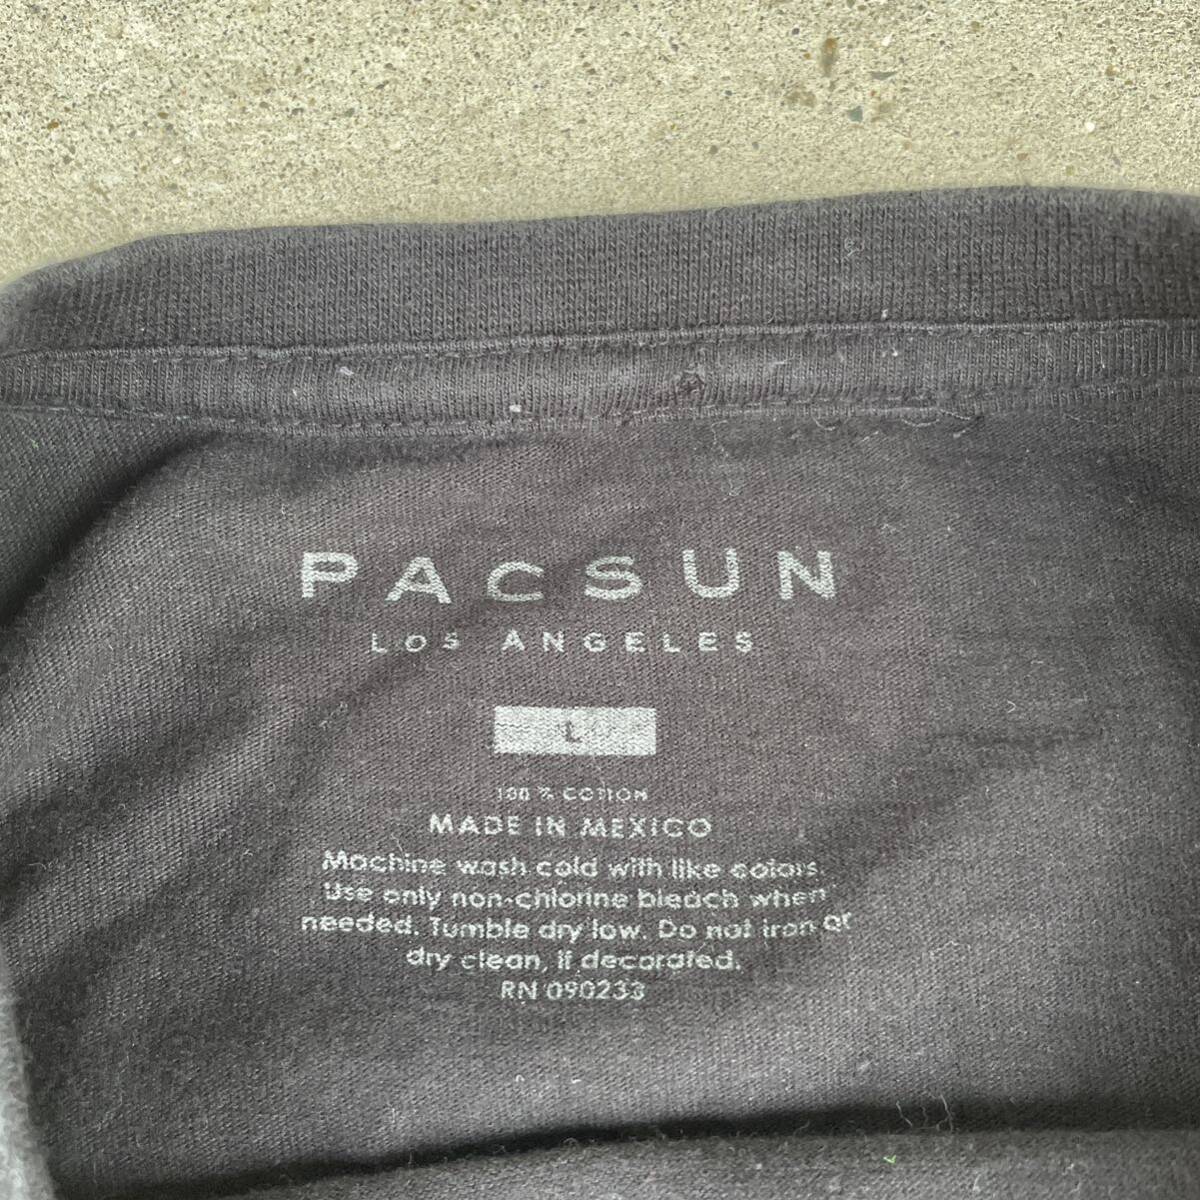 PACSUN
LOS ANGELES
L
100 % COTTON
MADE IN MEXICO
Machine wash cold with like colors.
Use only non-chlorine bleach when
needed. Tumble dry low. Do not iron or
dry clean, if decorated.
RN 090233